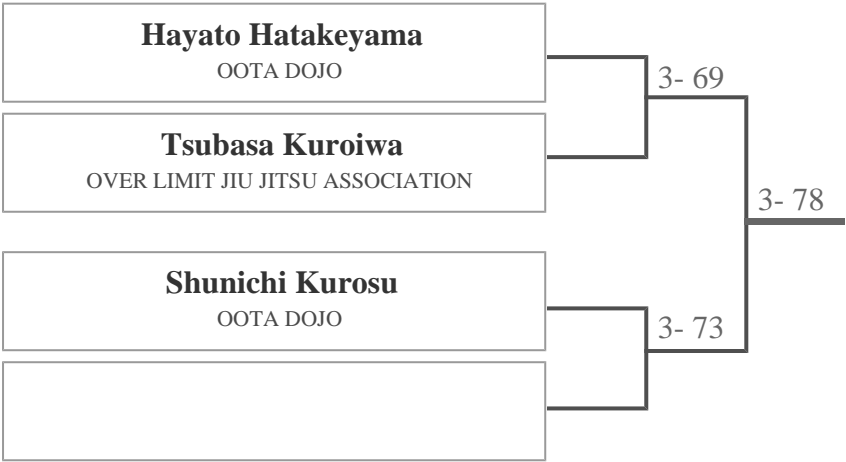 Hayato Hatakeyama
OOTA DOJO
3- 69
Tsubasa Kuroiwa
OVER LIMIT JIU JITSU ASSOCIATION
3- 78
Shunichi Kurosu
OOTA DOJO
3- 73